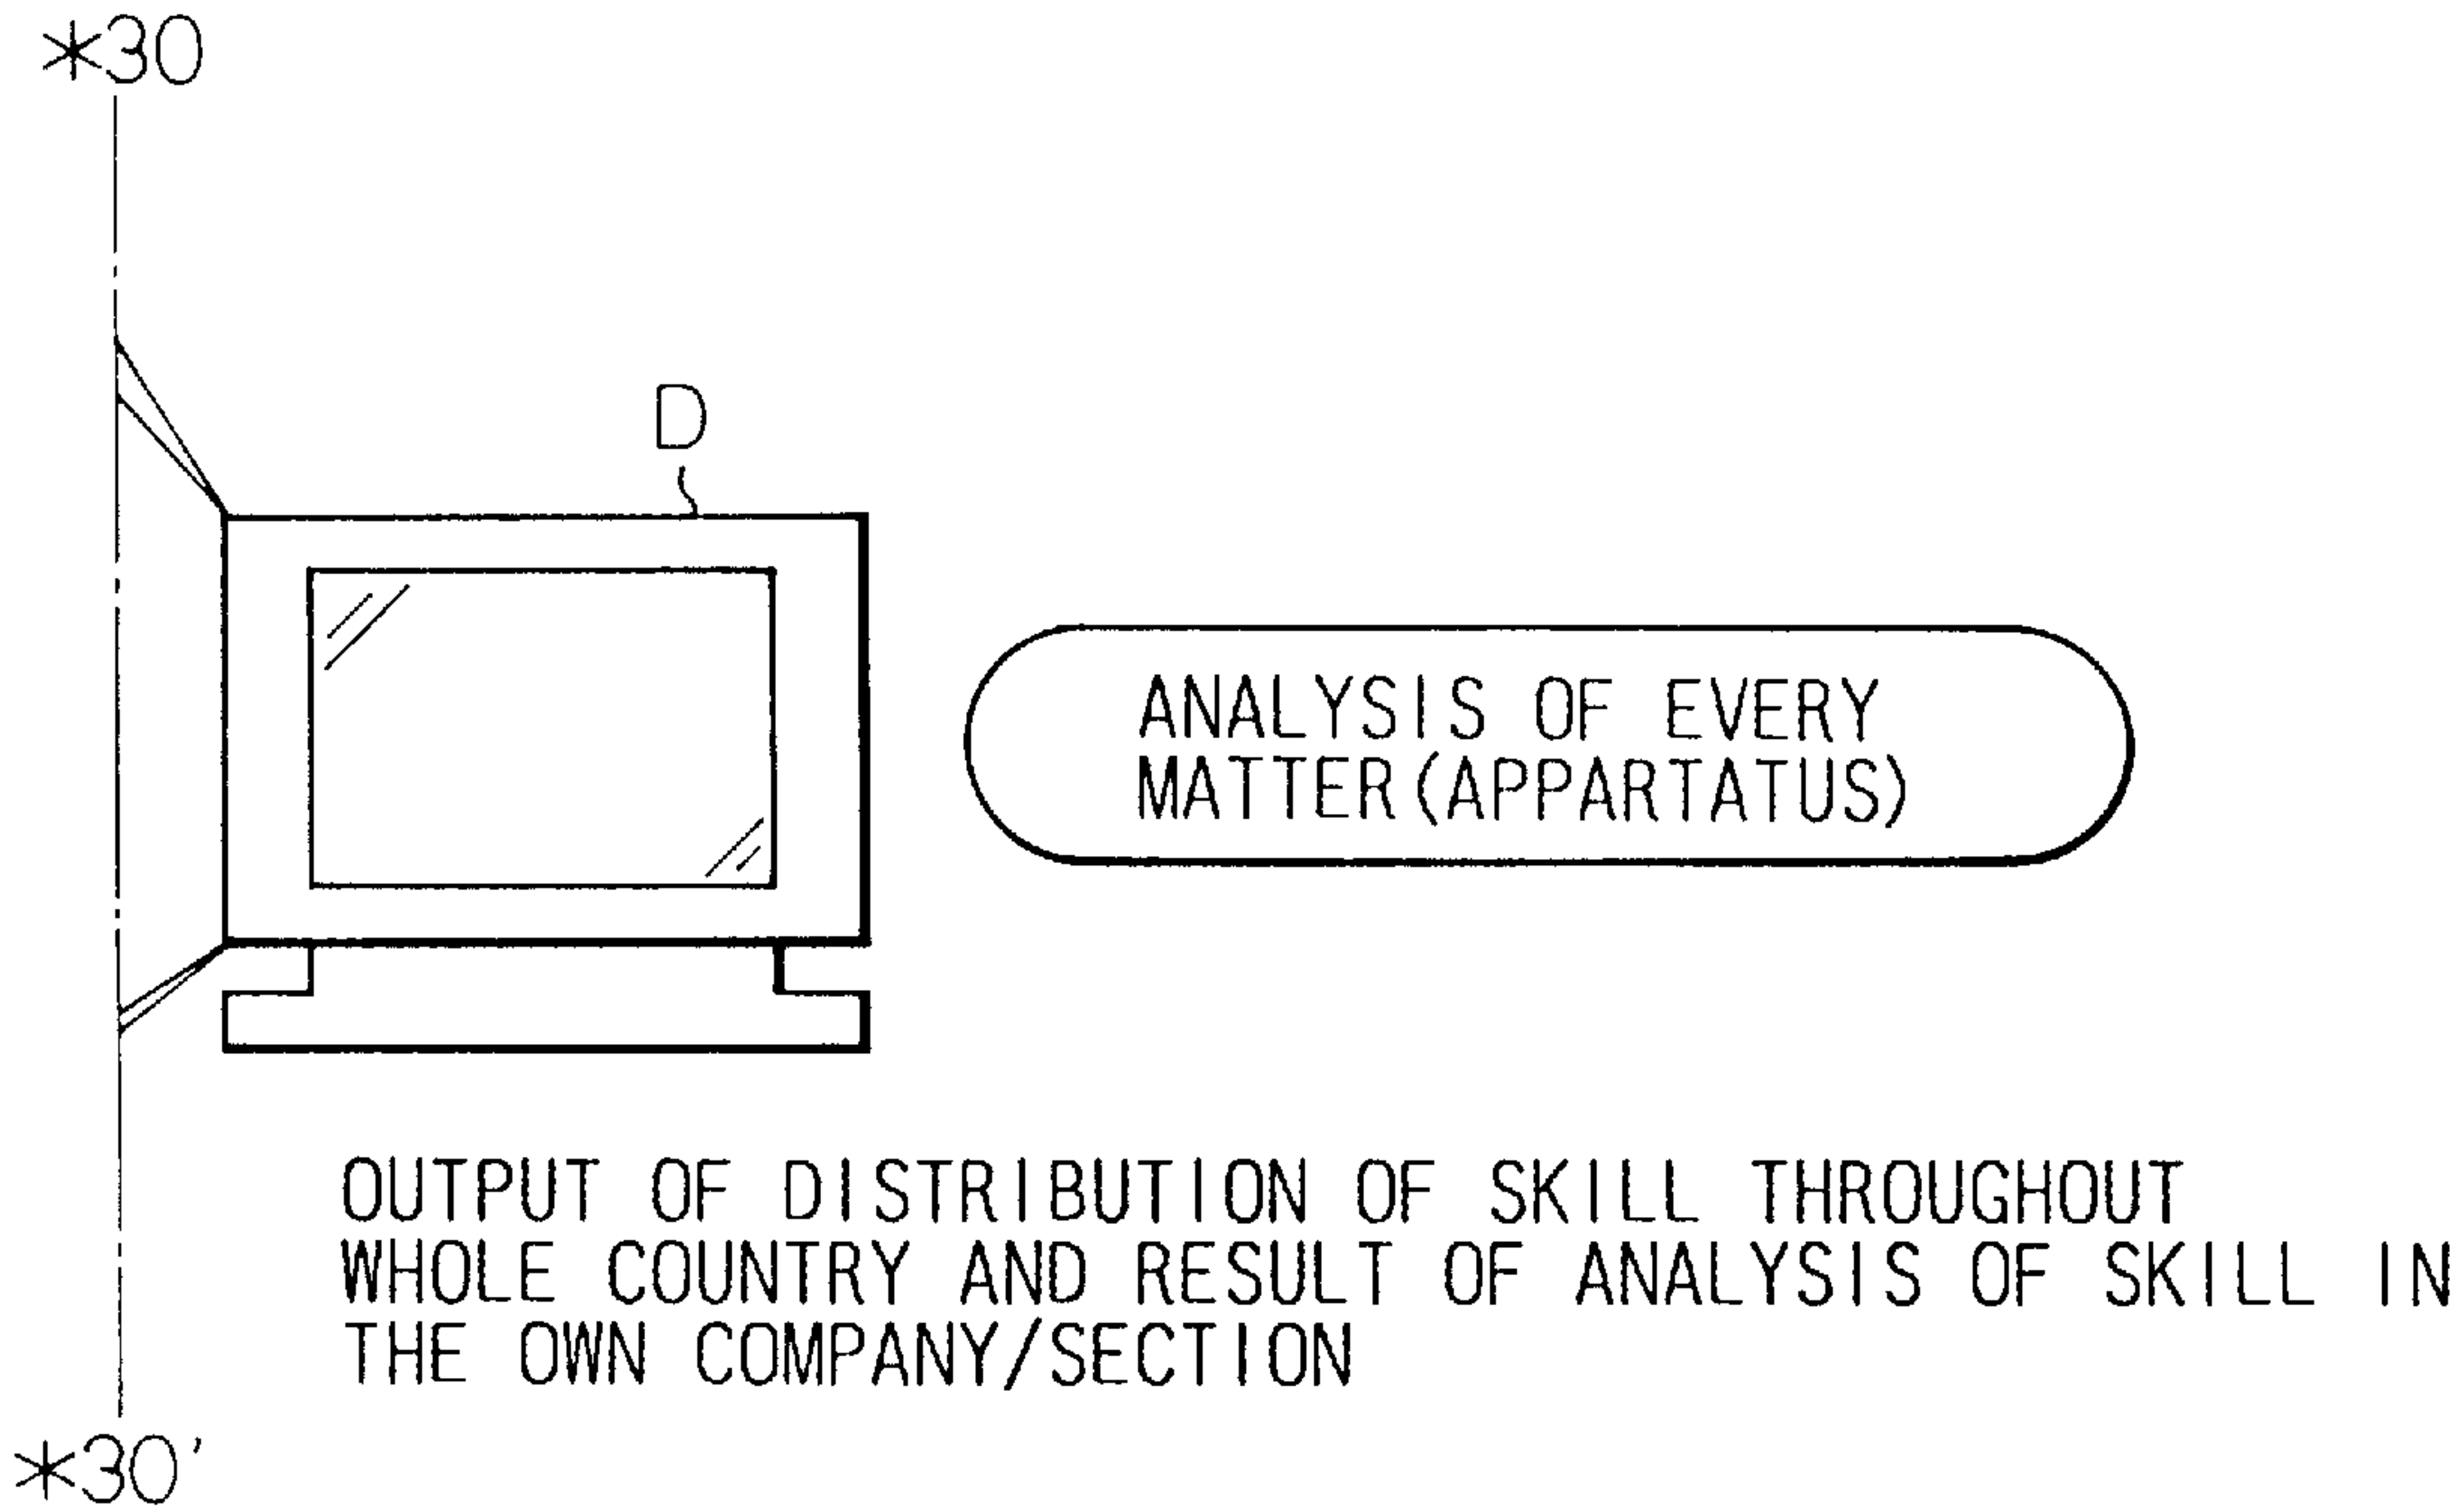 *30
D
ANALYSIS OF EVERY
MATTER(APPARTATUS)
OUTPUT OF DISTRIBUTION OF SKILL THROUGHOUT
WHOLE COUNTRY AND RESULT OF ANALYSIS OF SKILL IN
THE OWN COMPANY/SECTION
*30'